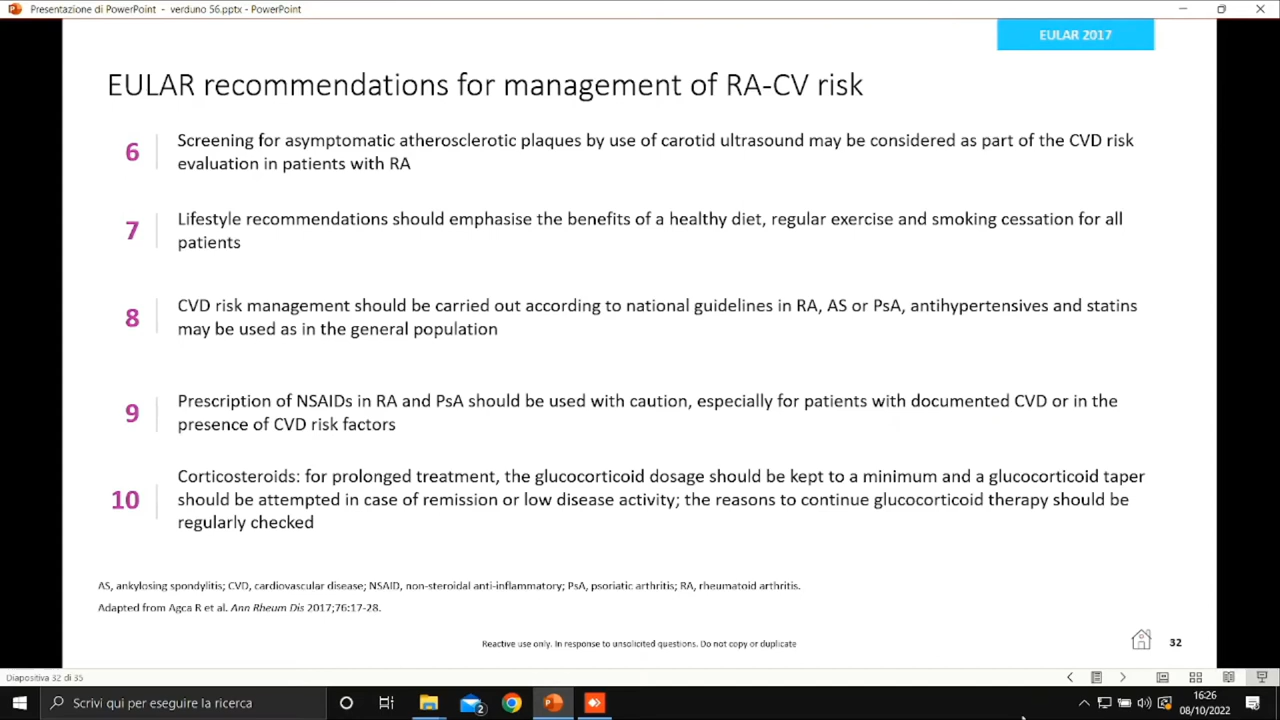 Presentazione di PowerPoint - verduno 56.pptx - PowerPoint
EULAR 2017
EULAR recommendations for management of RA-CV risk
6
Screening for asymptomatic atherosclerotic plaques by use of carotid ultrasound may be considered as part of the CVD risk
evaluation in patients with RA
7
Lifestyle recommendations should emphasise the benefits of a healthy diet, regular exercise and smoking cessation for all
patients
8
CVD risk management should be carried out according to national guidelines in RA, AS or PsA, antihypertensives and statins
may be used as in the general population
9
Prescription of NSAIDs in RA and PsA should be used with caution, especially for patients with documented CVD or in the
presence of CVD risk factors
10
Corticosteroids: for prolonged treatment, the glucocorticoid dosage should be kept to a minimum and a glucocorticoid taper
should be attempted in case of remission or low disease activity; the reasons to continue glucocorticoid therapy should be
regularly checked
AS, ankylosing spondylitis; CVD, cardiovascular disease; NSAID, non-steroidal anti-inflammatory; PsA, psoriatic arthritis; RA, rheumatoid arthritis.
Adapted from Agca R et al. Ann Rheum Dis 2017;76:17-28.
Reactive use only. In response to unsolicited questions. Do not copy or duplicate
32
Diapositiva 32 di 35
Scrivi qui per eseguire la ricerca
2
16:26
08/10/2022